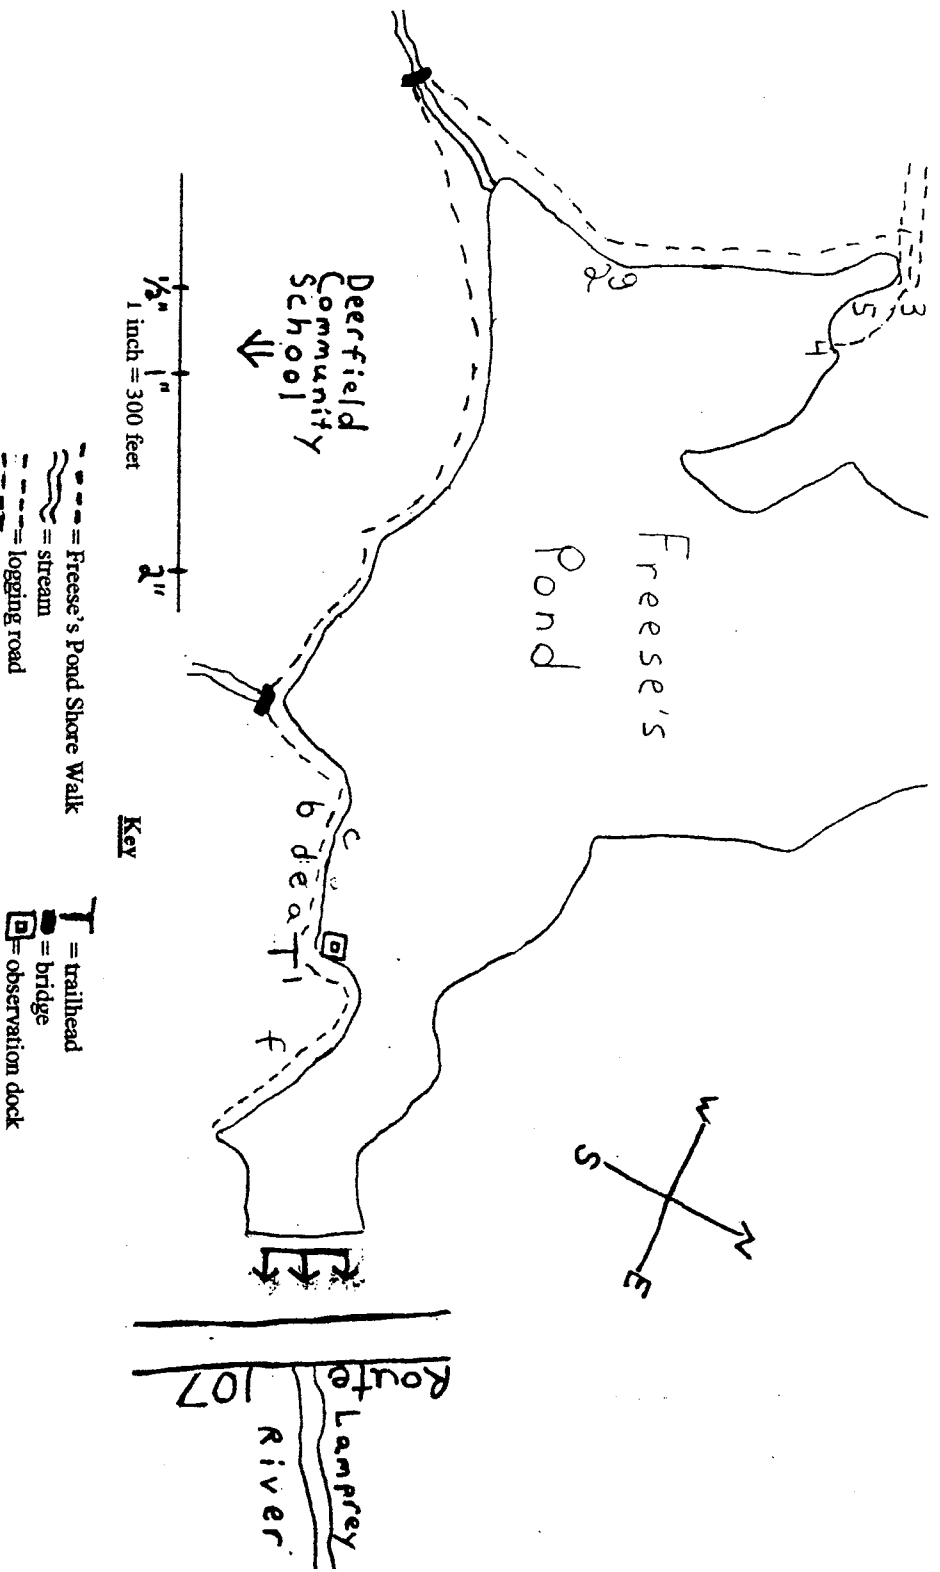 3
5
4
g
2
Freese's
Pond
W
N
S
E
Deerfield
Community
School
b
c
d
e
a
T
1
f
Route
107
Lamprey
River
1/2"
1"
2"
1 inch = 300 feet
Key
= Freese's Pond Shore Walk
= stream
= logging road
T = trailhead
= bridge
= observation dock